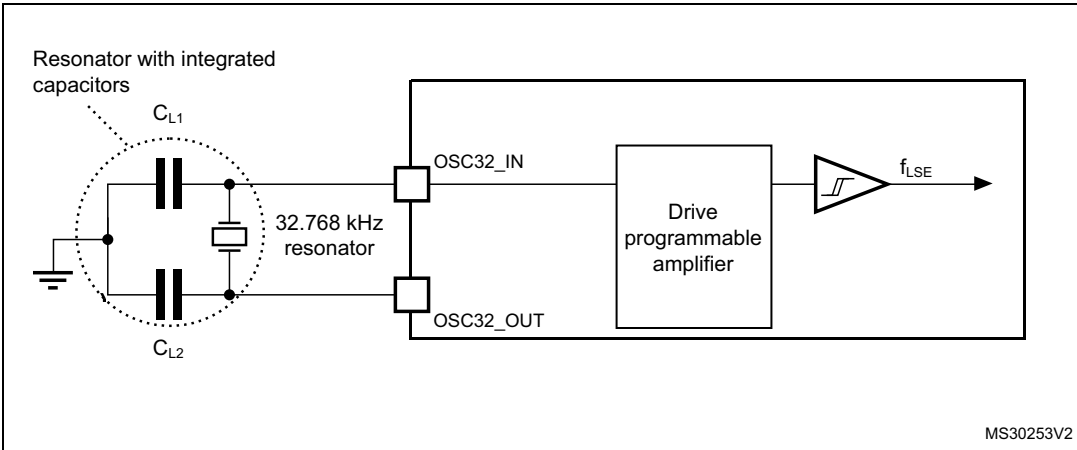 Resonator with integrated
capacitors
C_L1
OSC32_IN
f_LSE
32.768 kHz
resonator
Drive
programmable
amplifier
OSC32_OUT
C_L2
MS30253V2